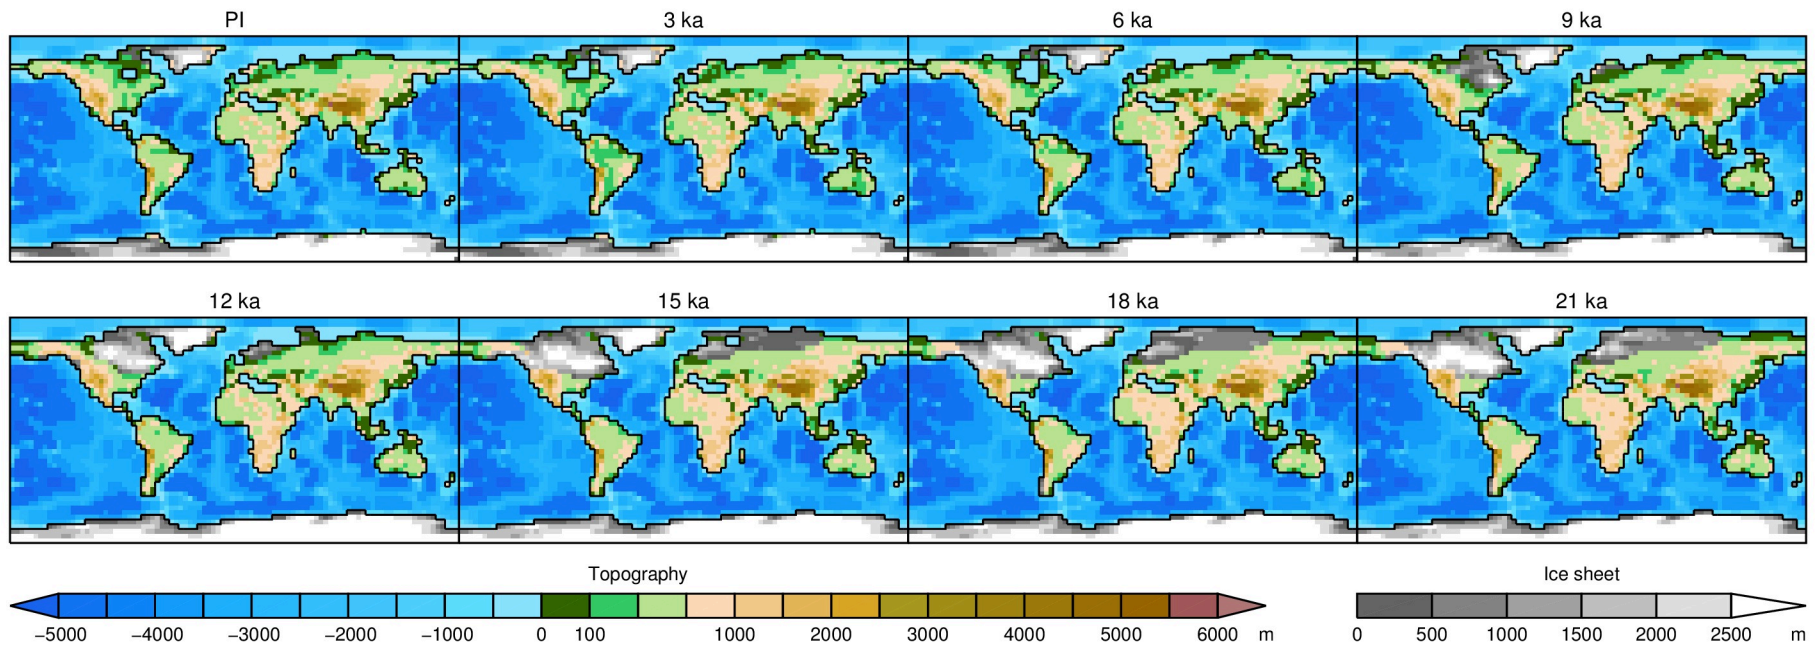 PI 3 ka 6 ka 9 ka
12 ka 15 ka 18 ka 21 ka
Topography Ice sheet
−5000 −4000 −3000 −2000 −1000 0 100 1000 2000 3000 4000 5000 6000 m 0 500 1000 1500 2000 2500 m